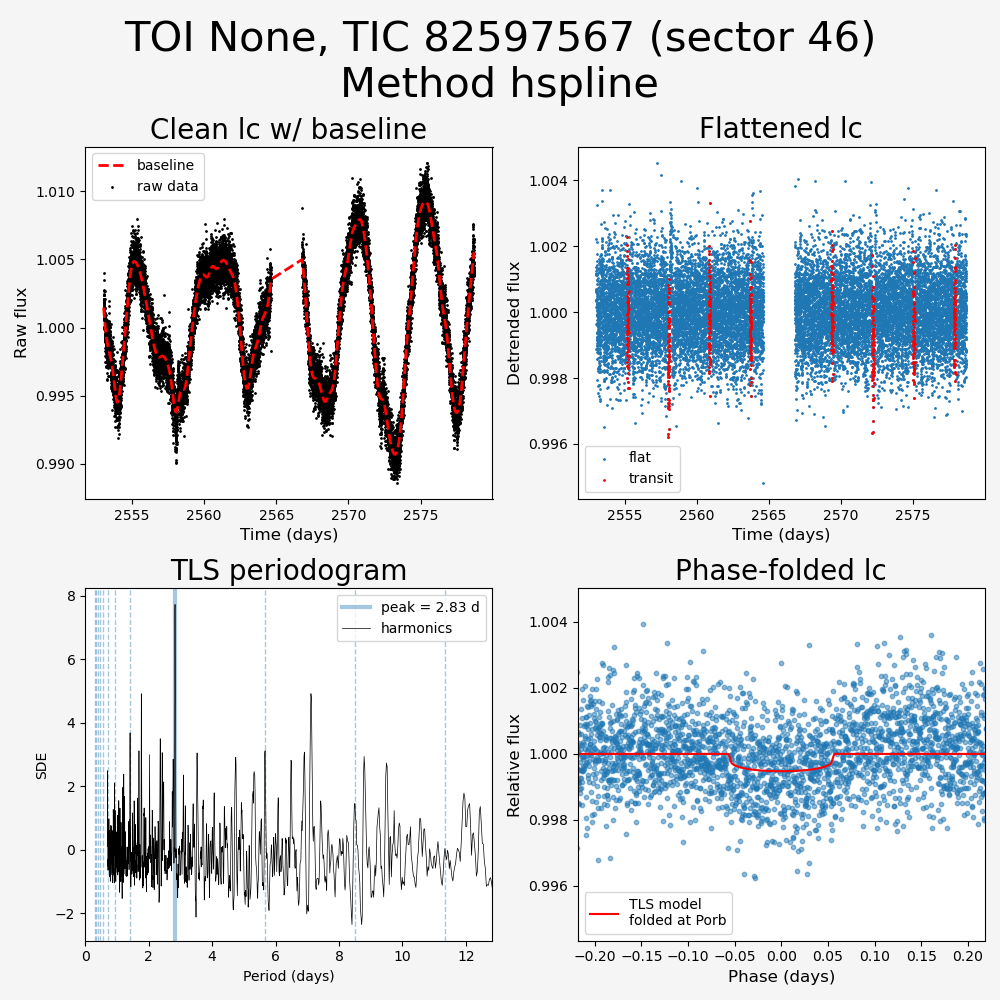 TOI None, TIC 82597567 (sector 46)
Method hspline
Clean lc w/ baseline
Flattened lc
baseline
raw data
1.010
1.005
1.000
0.995
0.990
Raw flux
2555 2560 2565 2570 2575
Time (days)
1.004
1.002
1.000
0.998
0.996
Detrended flux
flat
transit
2555 2560 2565 2570 2575
Time (days)
TLS periodogram
Phase-folded lc
peak = 2.83 d
harmonics
8
6
4
2
0
−2
SDE
0 2 4 6 8 10 12
Period (days)
1.004
1.002
1.000
0.998
0.996
Relative flux
TLS model
folded at Porb
−0.20 −0.15 −0.10 −0.05 0.00 0.05 0.10 0.15 0.20
Phase (days)